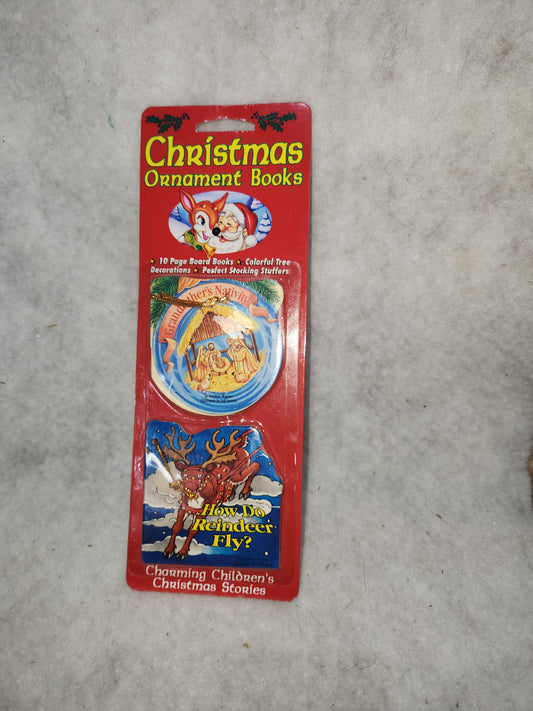 Christmas
Ornament Books
• 10 Page Board Books • Colorful Tree
Decorations • Perfect Stocking Stuffers
Grandfather's Nativity
How Do
Reindeer
Fly?
Charming Children's
Christmas Stories